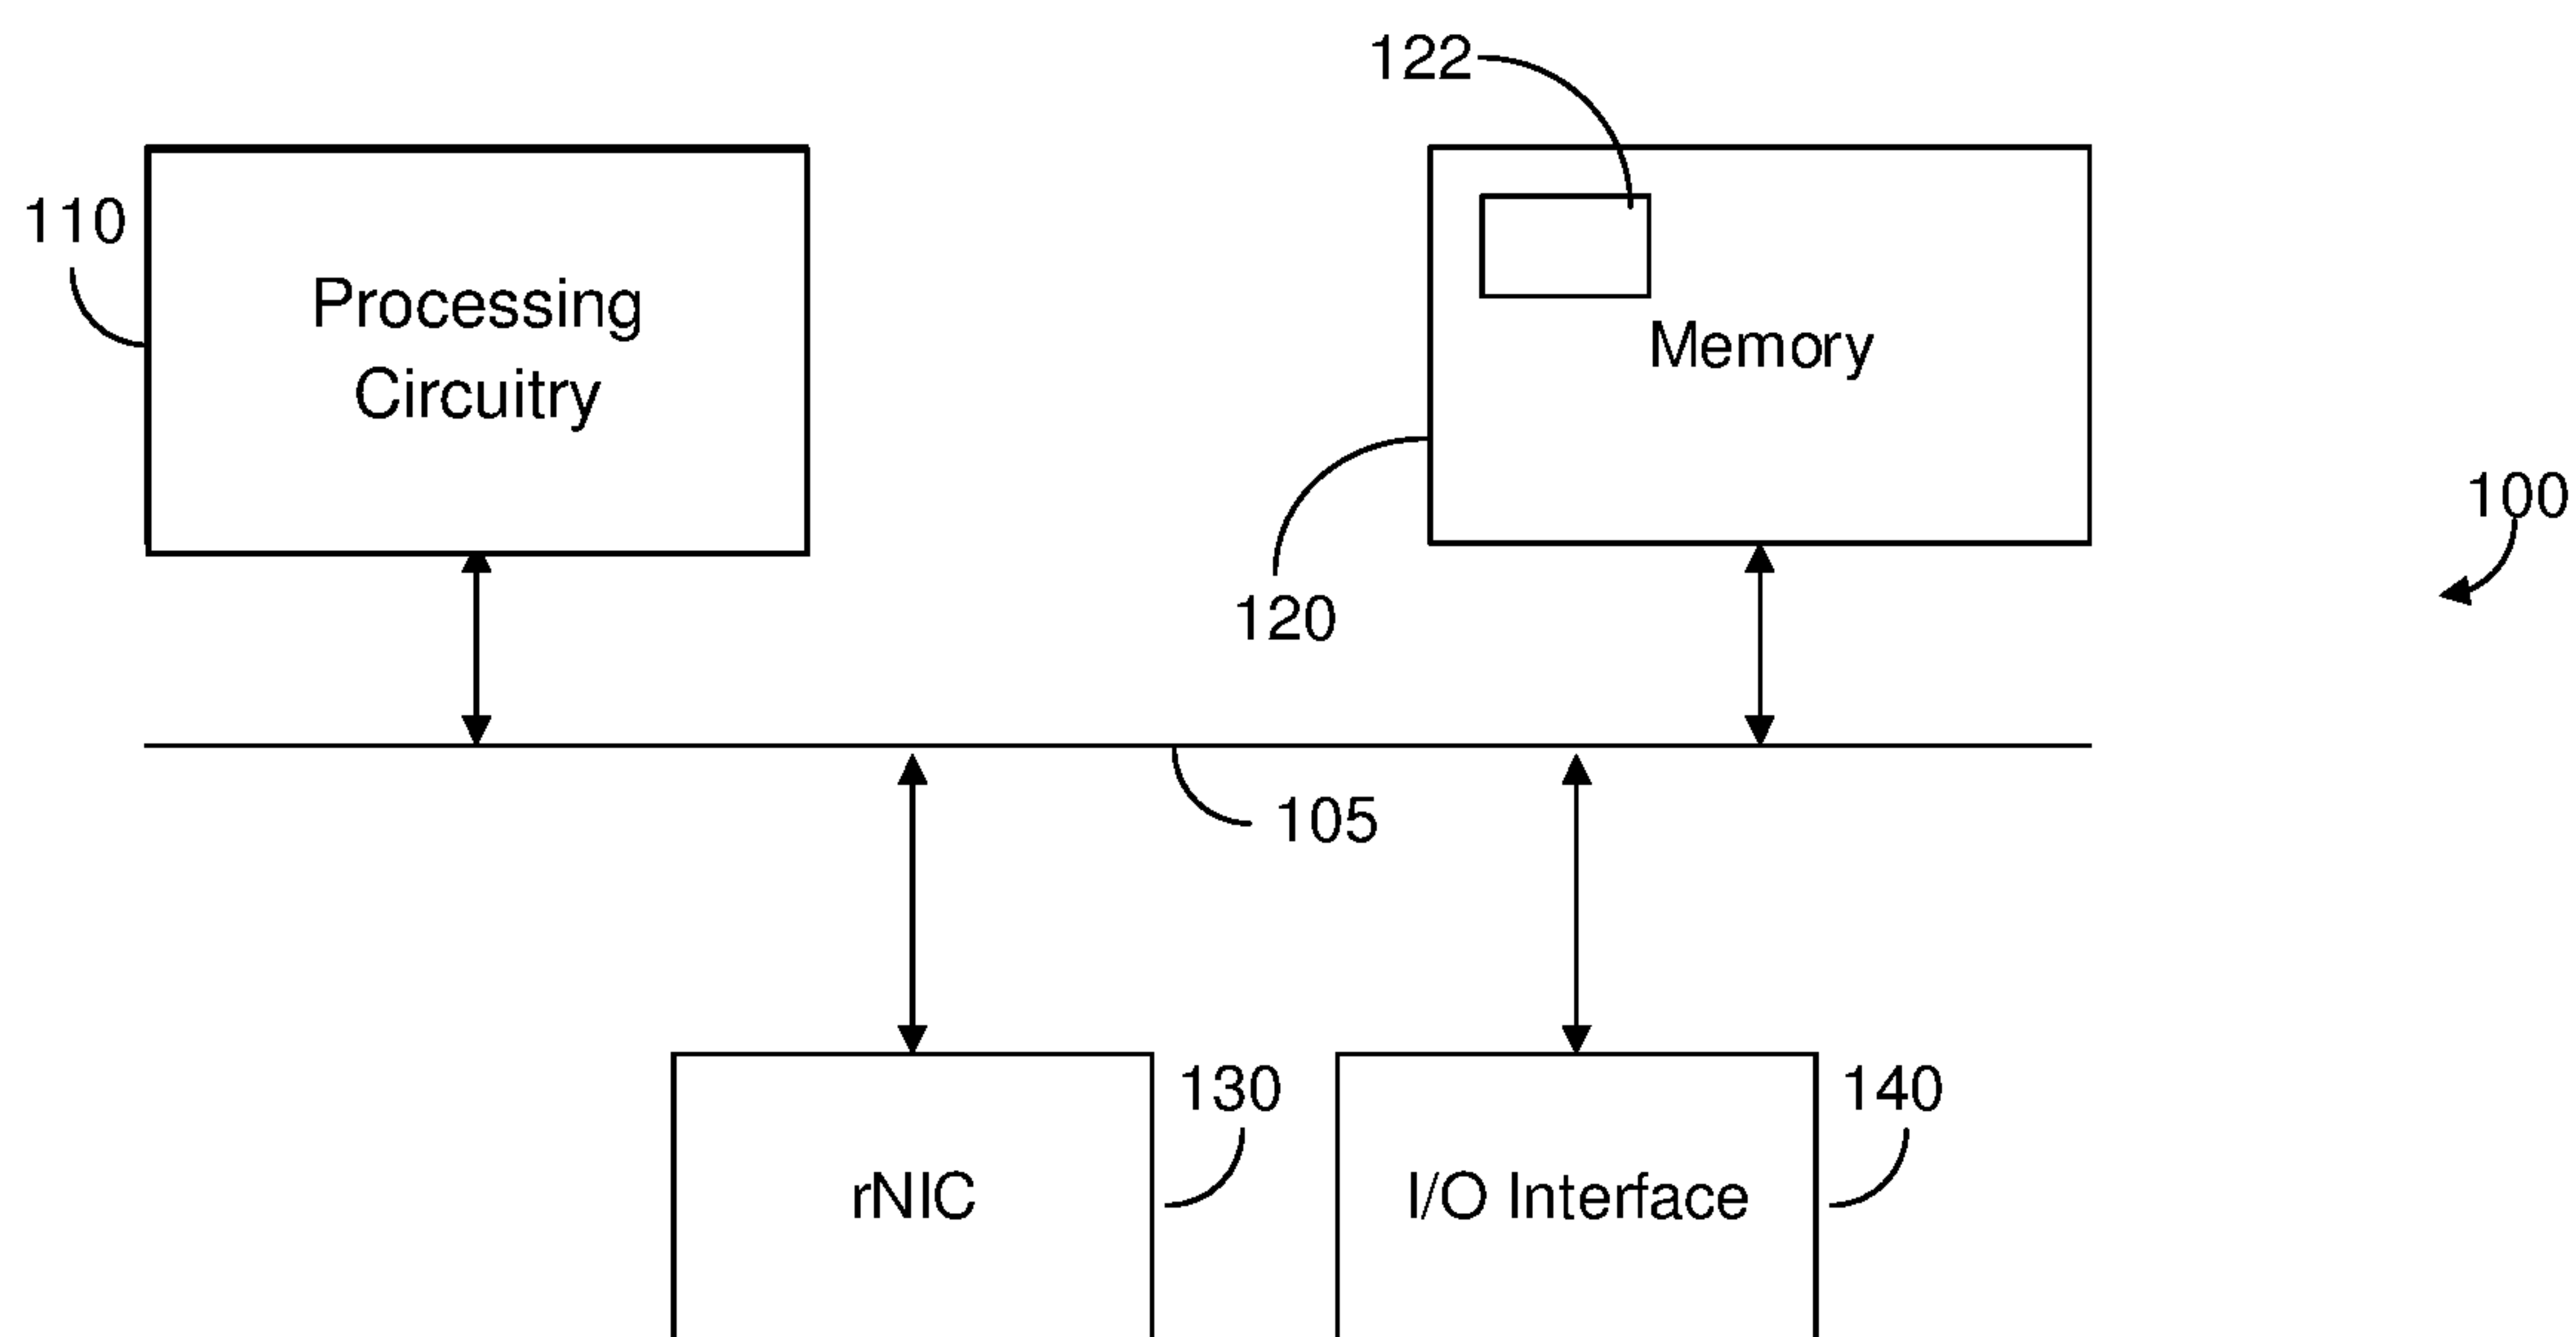 122
110
Processing
Circuitry
Memory
100
120
105
130
140
rNIC
I/O Interface